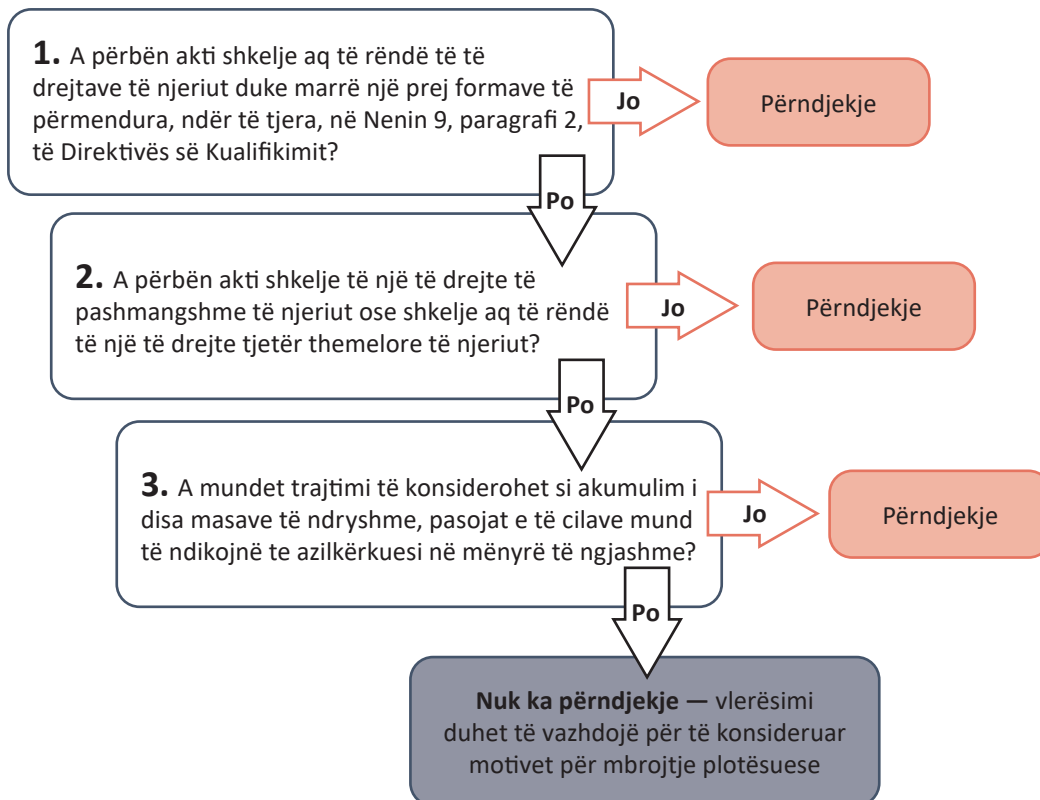 1. A përbën akti shkelje aq të rëndë të të
drejtave të njeriut duke marrë një prej formave të
përmendura, ndër të tjera, në Nenin 9, paragrafi 2,
të Direktivës së Kualifikimit?
Jo
Përndjekje
Po
2. A përbën akti shkelje të një të drejte të
pashmangshme të njeriut ose shkelje aq të rëndë
të një të drejte tjetër themelore të njeriut?
Jo
Përndjekje
Po
3. A mundet trajtimi të konsiderohet si akumulim i
disa masave të ndryshme, pasojat e të cilave mund
të ndikojnë te azilkërkuesi në mënyrë të ngjashme?
Jo
Përndjekje
Po
Nuk ka përndjekje — vlerësimi
duhet të vazhdojë për të konsideruar
motivet për mbrojtje plotësuese